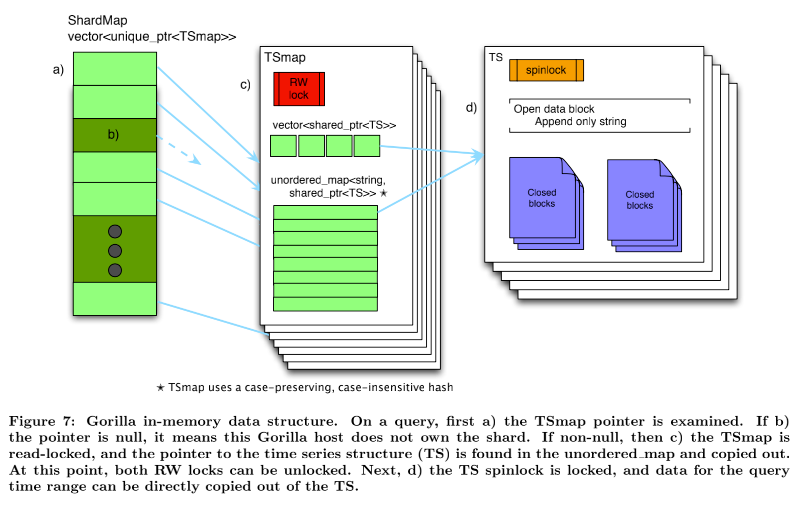 ShardMap
vector<unique_ptr<TSmap>>
a)
b)
TSmap
c)
RW
lock
vector<shared_ptr<TS>>
unordered_map<string,
shared_ptr<TS>> ★
TS
spinlock
d)
Open data block
Append only string
Closed
blocks
Closed
blocks
★ TSmap uses a case-preserving, case-insensitive hash
Figure 7: Gorilla in-memory data structure. On a query, first a) the TSmap pointer is examined. If b)
the pointer is null, it means this Gorilla host does not own the shard. If non-null, then c) the TSmap is
read-locked, and the pointer to the time series structure (TS) is found in the unordered_map and copied out.
At this point, both RW locks can be unlocked. Next, d) the TS spinlock is locked, and data for the query
time range can be directly copied out of the TS.